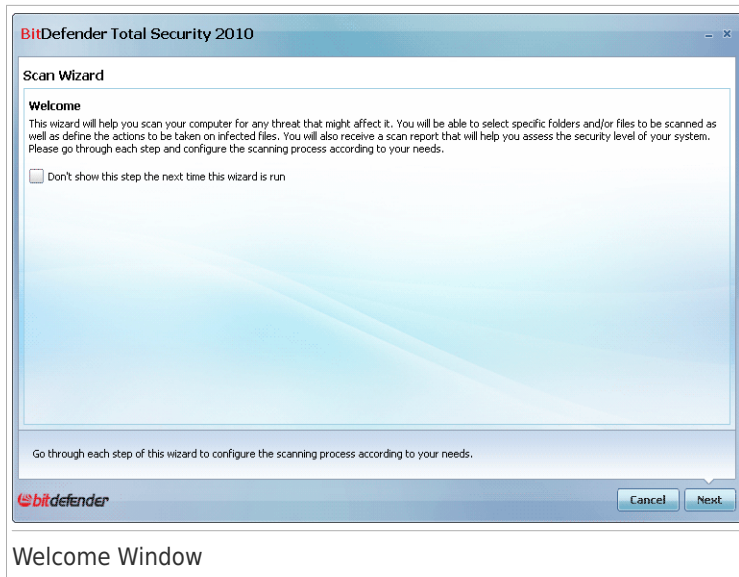 BitDefender Total Security 2010
Scan Wizard
Welcome
This wizard will help you scan your computer for any threat that might affect it. You will be able to select specific folders and/or files to be scanned as
well as define the actions to be taken on infected files. You will also receive a scan report that will help you assess the security level of your system.
Please go through each step and configure the scanning process according to your needs.
Don't show this step the next time this wizard is run
Go through each step of this wizard to configure the scanning process according to your needs.
bitdefender
Cancel Next
Welcome Window